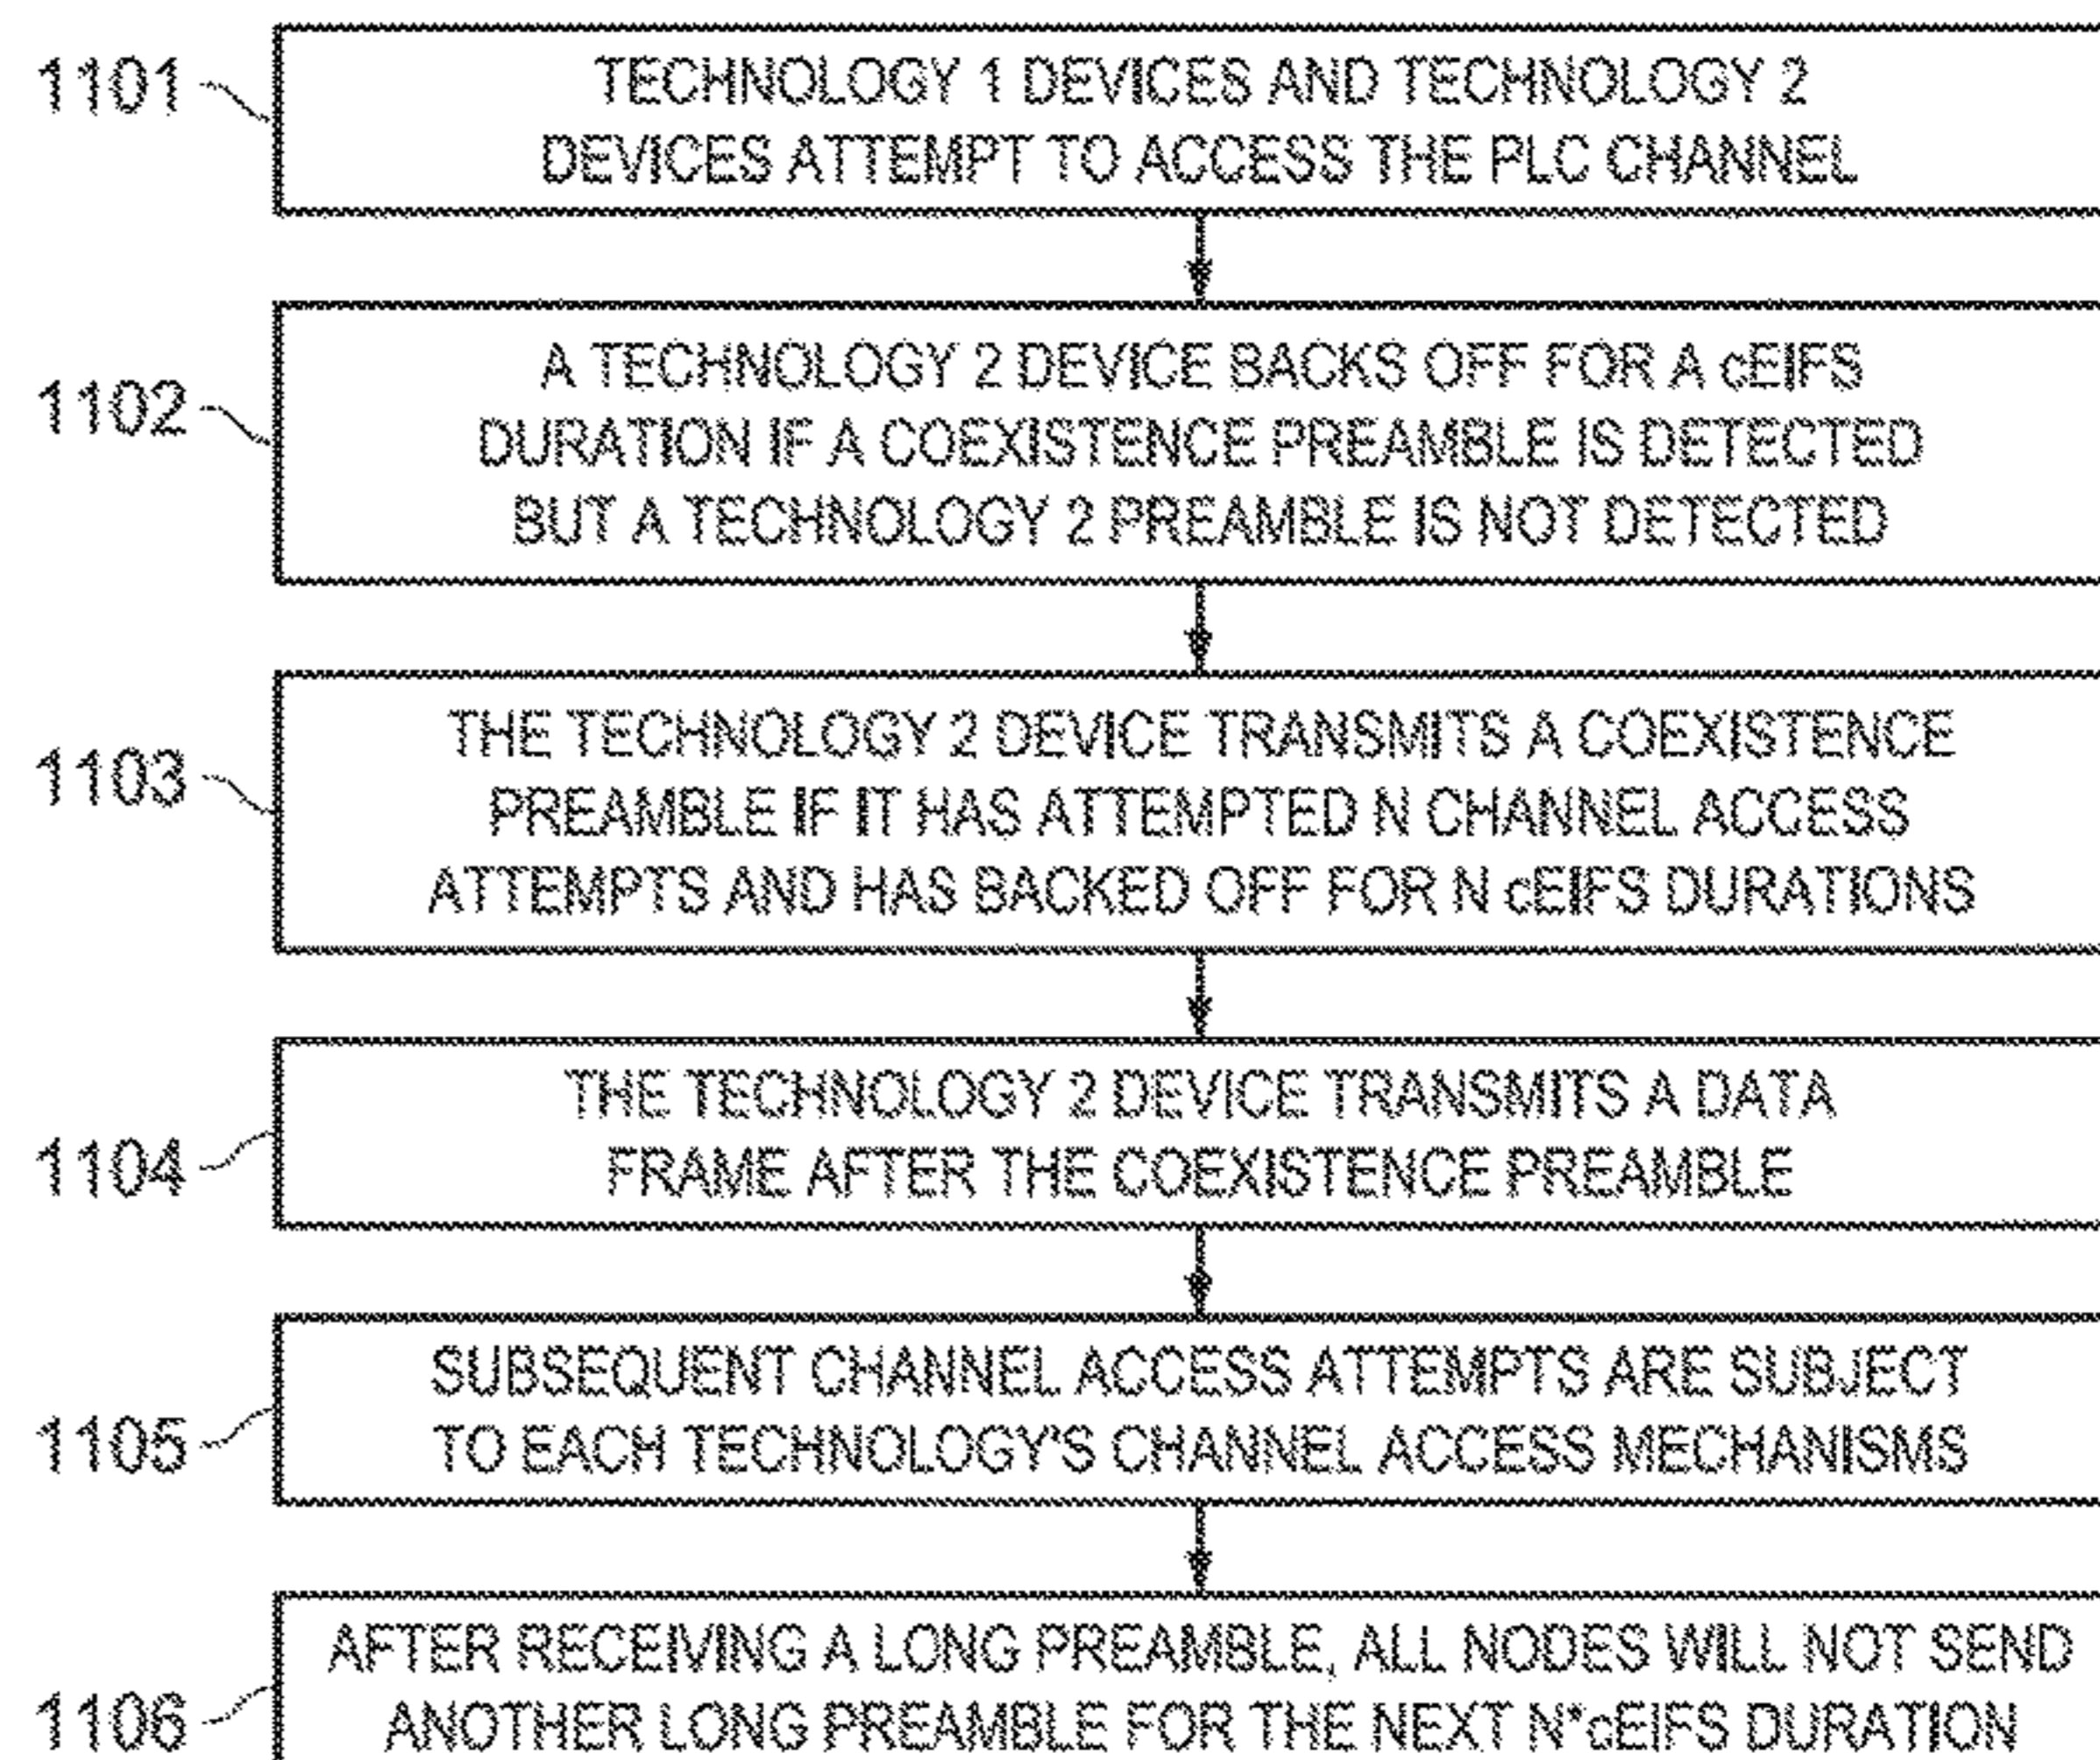 1101
TECHNOLOGY 1 DEVICES AND TECHNOLOGY 2
DEVICES ATTEMPT TO ACCESS THE PLC CHANNEL
1102
A TECHNOLOGY 2 DEVICE BACKS OFF FOR A cEIFS
DURATION IF A COEXISTENCE PREAMBLE IS DETECTED
BUT A TECHNOLOGY 2 PREAMBLE IS NOT DETECTED
1103
THE TECHNOLOGY 2 DEVICE TRANSMITS A COEXISTENCE
PREAMBLE IF IT HAS ATTEMPTED N CHANNEL ACCESS
ATTEMPTS AND HAS BACKED OFF FOR N cEIFS DURATIONS
1104
THE TECHNOLOGY 2 DEVICE TRANSMITS A DATA
FRAME AFTER THE COEXISTENCE PREAMBLE
1105
SUBSEQUENT CHANNEL ACCESS ATTEMPTS ARE SUBJECT
TO EACH TECHNOLOGY'S CHANNEL ACCESS MECHANISMS
1106
AFTER RECEIVING A LONG PREAMBLE, ALL NODES WILL NOT SEND
ANOTHER LONG PREAMBLE FOR THE NEXT N*cEIFS DURATION